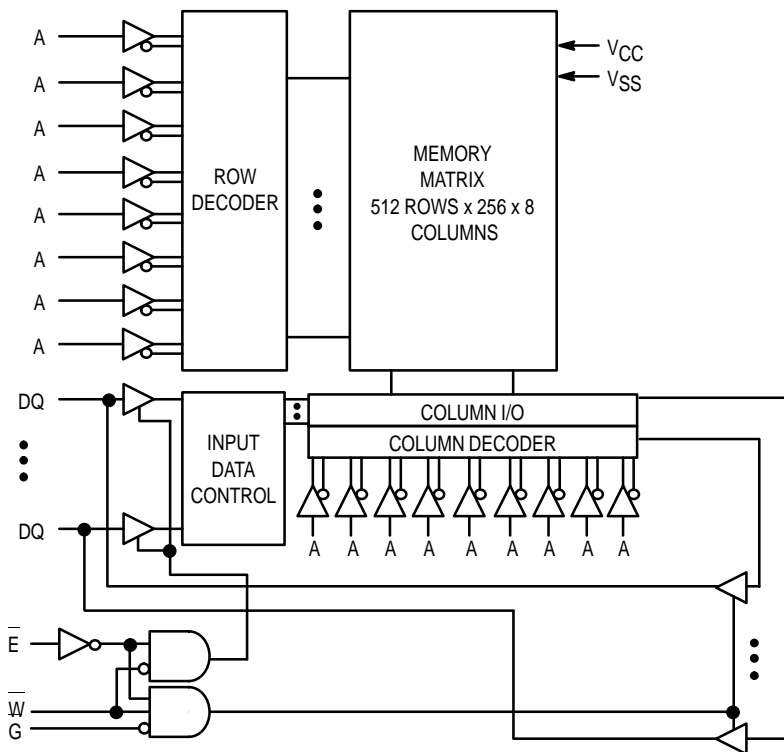 A
A
A
A
A
A
A
A
ROW
DECODER
MEMORY
MATRIX
512 ROWS x 256 x 8
COLUMNS
VCC
VSS
DQ
DQ
INPUT
DATA
CONTROL
COLUMN I/O
COLUMN DECODER
A A A A A A A A A
E̅
W̅
G̅